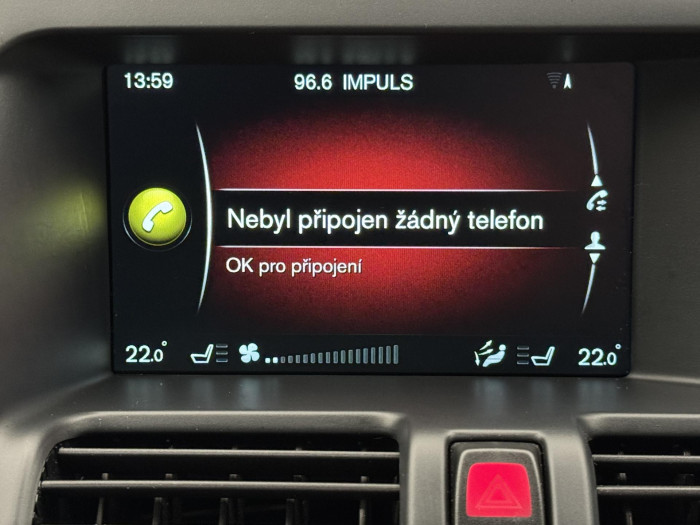 13:59 96.6 IMPULS A
Nebyl připojen žádný telefon
OK pro připojení
22.0° 22.0°